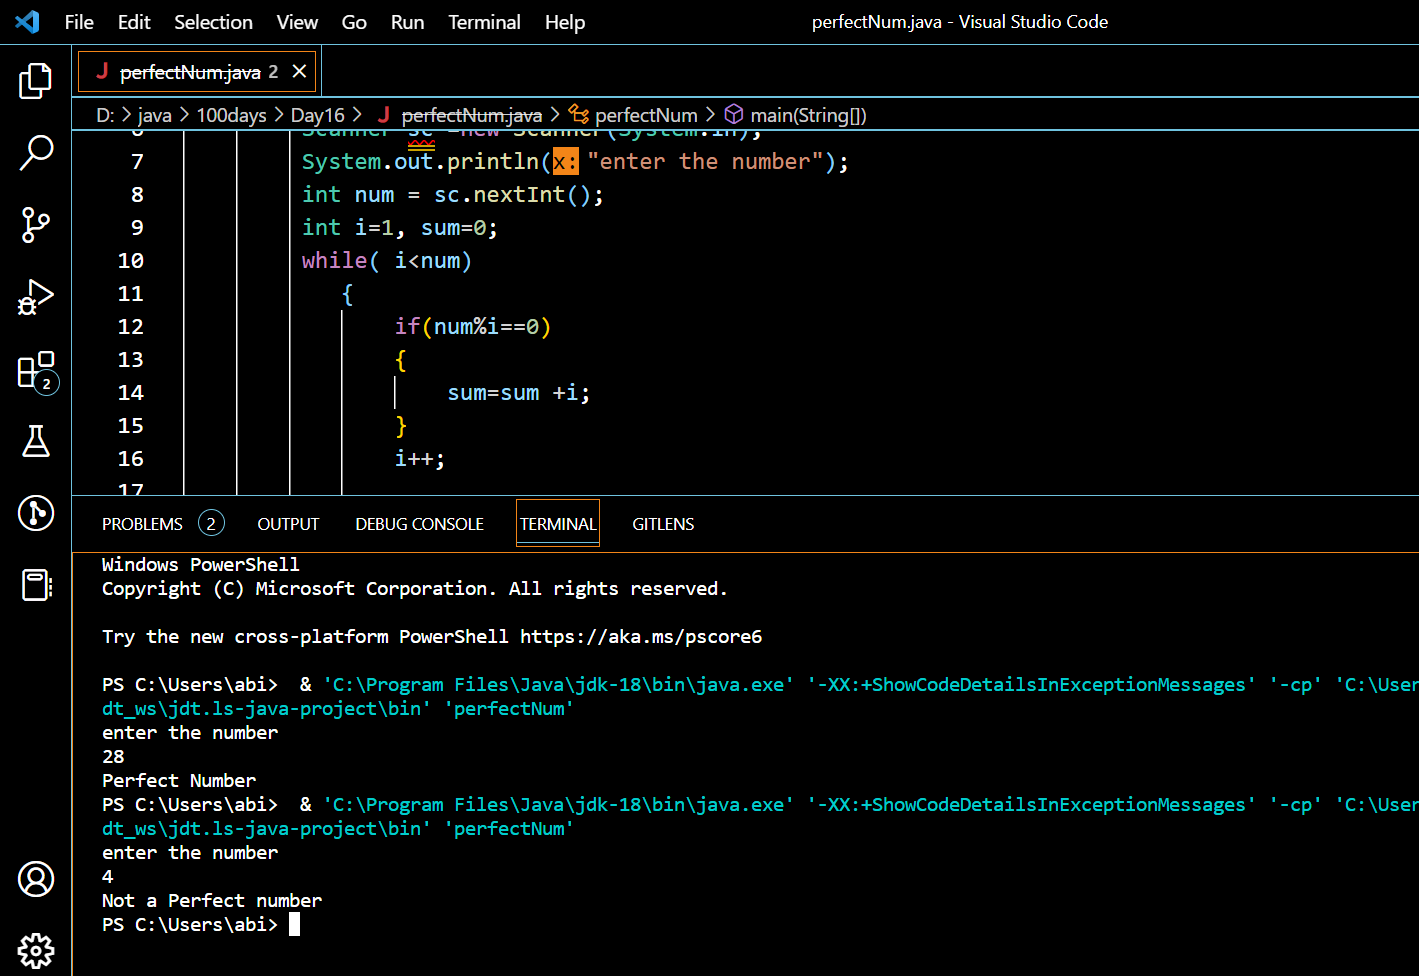 File Edit Selection View Go Run Terminal Help perfectNum.java - Visual Studio Code
perfectNum.java 2
D: > java > 100days > Day16 > perfectNum.java > perfectNum > main(String[])
6 Scanner sc =new Scanner(System.in);
7 System.out.println(x: "enter the number");
8 int num = sc.nextInt();
9 int i=1, sum=0;
10 while( i<num)
11 {
12 if(num%i==0)
13 {
14 sum=sum +i;
15 }
16 i++;
17
2
PROBLEMS 2 OUTPUT DEBUG CONSOLE TERMINAL GITLENS
Windows PowerShell
Copyright (C) Microsoft Corporation. All rights reserved.
Try the new cross-platform PowerShell https://aka.ms/pscore6
PS C:\Users\abi>  & 'C:\Program Files\Java\jdk-18\bin\java.exe' '-XX:+ShowCodeDetailsInExceptionMessages' '-cp' 'C:\User
dt_ws\jdt.ls-java-project\bin' 'perfectNum'
enter the number
28
Perfect Number
PS C:\Users\abi>  & 'C:\Program Files\Java\jdk-18\bin\java.exe' '-XX:+ShowCodeDetailsInExceptionMessages' '-cp' 'C:\User
dt_ws\jdt.ls-java-project\bin' 'perfectNum'
enter the number
4
Not a Perfect number
PS C:\Users\abi>